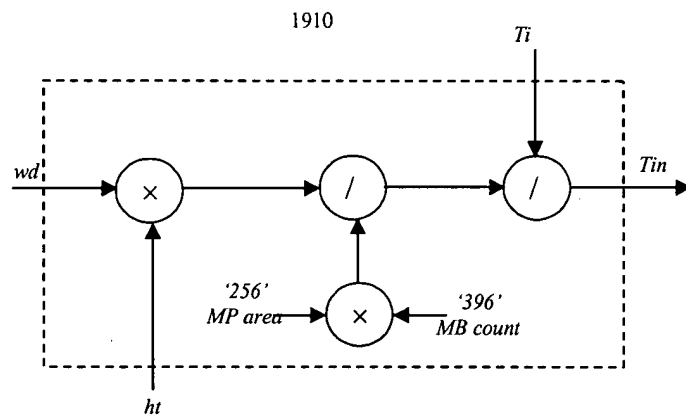 1910
Ti
wd
×
/
/
Tin
'256'
MP area
×
'396'
MB count
ht